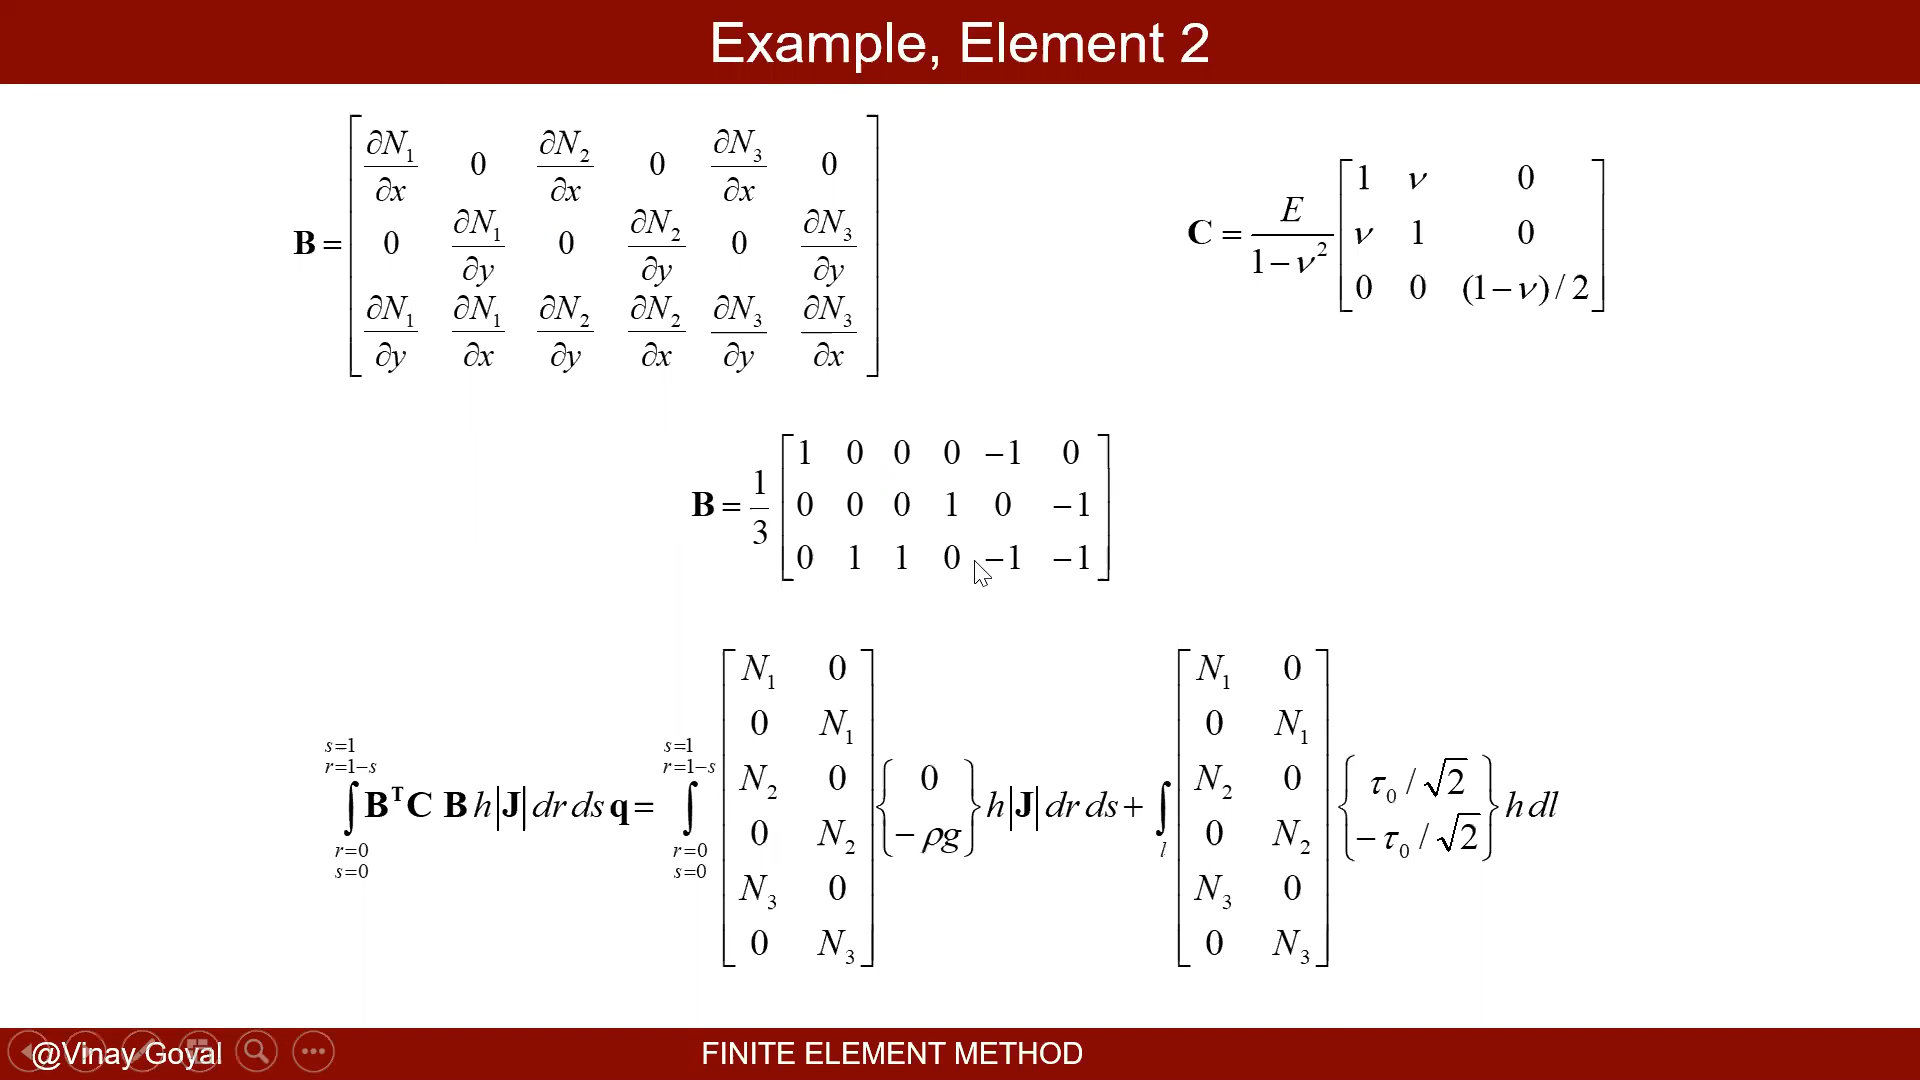 Example, Element 2
B = [ ∂N₁/∂x 0 ∂N₂/∂x 0 ∂N₃/∂x 0
0 ∂N₁/∂y 0 ∂N₂/∂y 0 ∂N₃/∂y
∂N₁/∂y ∂N₁/∂x ∂N₂/∂y ∂N₂/∂x ∂N₃/∂y ∂N₃/∂x ]
C = E/(1−ν²) [ 1 ν 0
ν 1 0
0 0 (1−ν)/2 ]
B = 1/3 [ 1 0 0 0 −1 0
0 0 0 1 0 −1
0 1 1 0 −1 −1 ]
s=1 r=1−s ∫ r=0 s=0 BᵀC B h|J| dr ds q = s=1 r=1−s ∫ r=0 s=0 [ N₁ 0
0 N₁
N₂ 0
0 N₂
N₃ 0
0 N₃ ] { 0
−ρg } h|J| dr ds + ∫ l [ N₁ 0
0 N₁
N₂ 0
0 N₂
N₃ 0
0 N₃ ] { τ₀/√2
−τ₀/√2 } h dl
@Vinay Goyal
FINITE ELEMENT METHOD